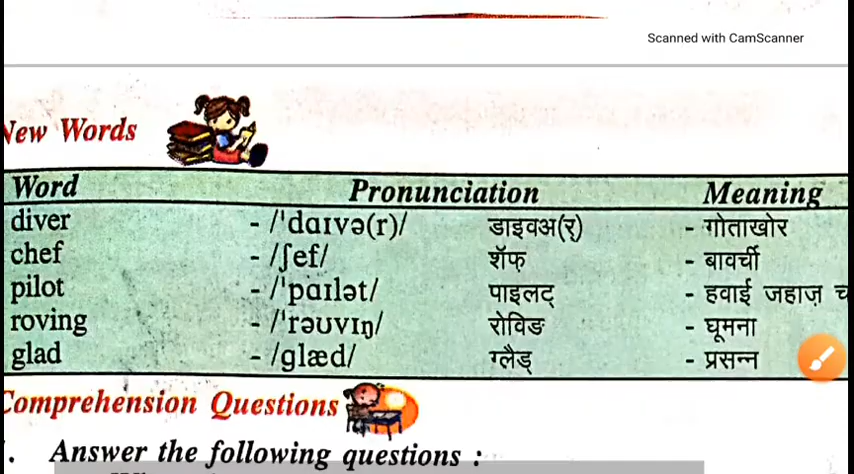 Scanned with CamScanner
New Words
Word Pronunciation Meaning
diver - /ˈdaɪvə(r)/ डाइवअ(र्) - गोताखोर
chef - /ʃef/ शॅफ़ - बावर्ची
pilot - /ˈpaɪlət/ पाइलट् - हवाई जहाज़
roving - /ˈrəʊvɪŋ/ रोविङ - घूमना
glad - /glæd/ ग्लैड् - प्रसन्न
Comprehension Questions
Answer the following questions :